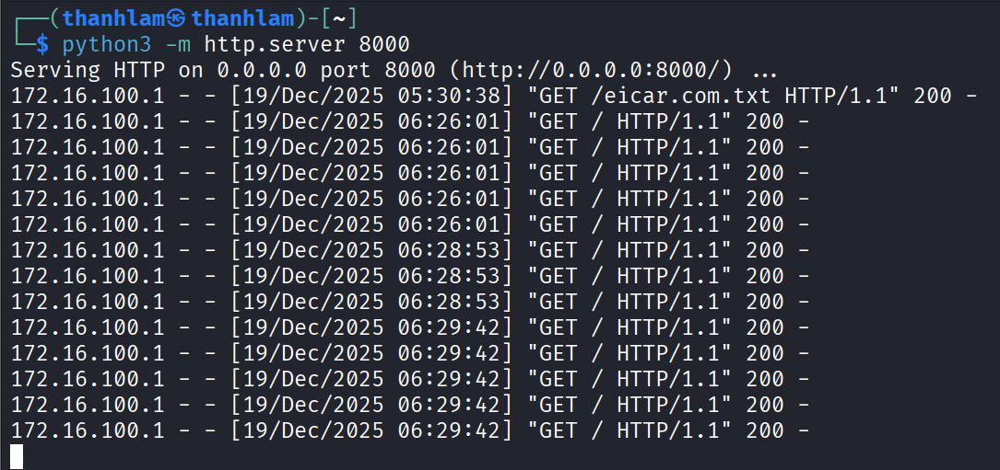 ┌──(thanhlam㉿thanhlam)-[~]
└─$ python3 -m http.server 8000
Serving HTTP on 0.0.0.0 port 8000 (http://0.0.0.0:8000/) ...
172.16.100.1 - - [19/Dec/2025 05:30:38] "GET /eicar.com.txt HTTP/1.1" 200 -
172.16.100.1 - - [19/Dec/2025 06:26:01] "GET / HTTP/1.1" 200 -
172.16.100.1 - - [19/Dec/2025 06:26:01] "GET / HTTP/1.1" 200 -
172.16.100.1 - - [19/Dec/2025 06:26:01] "GET / HTTP/1.1" 200 -
172.16.100.1 - - [19/Dec/2025 06:26:01] "GET / HTTP/1.1" 200 -
172.16.100.1 - - [19/Dec/2025 06:26:01] "GET / HTTP/1.1" 200 -
172.16.100.1 - - [19/Dec/2025 06:28:53] "GET / HTTP/1.1" 200 -
172.16.100.1 - - [19/Dec/2025 06:28:53] "GET / HTTP/1.1" 200 -
172.16.100.1 - - [19/Dec/2025 06:28:53] "GET / HTTP/1.1" 200 -
172.16.100.1 - - [19/Dec/2025 06:29:42] "GET / HTTP/1.1" 200 -
172.16.100.1 - - [19/Dec/2025 06:29:42] "GET / HTTP/1.1" 200 -
172.16.100.1 - - [19/Dec/2025 06:29:42] "GET / HTTP/1.1" 200 -
172.16.100.1 - - [19/Dec/2025 06:29:42] "GET / HTTP/1.1" 200 -
172.16.100.1 - - [19/Dec/2025 06:29:42] "GET / HTTP/1.1" 200 -